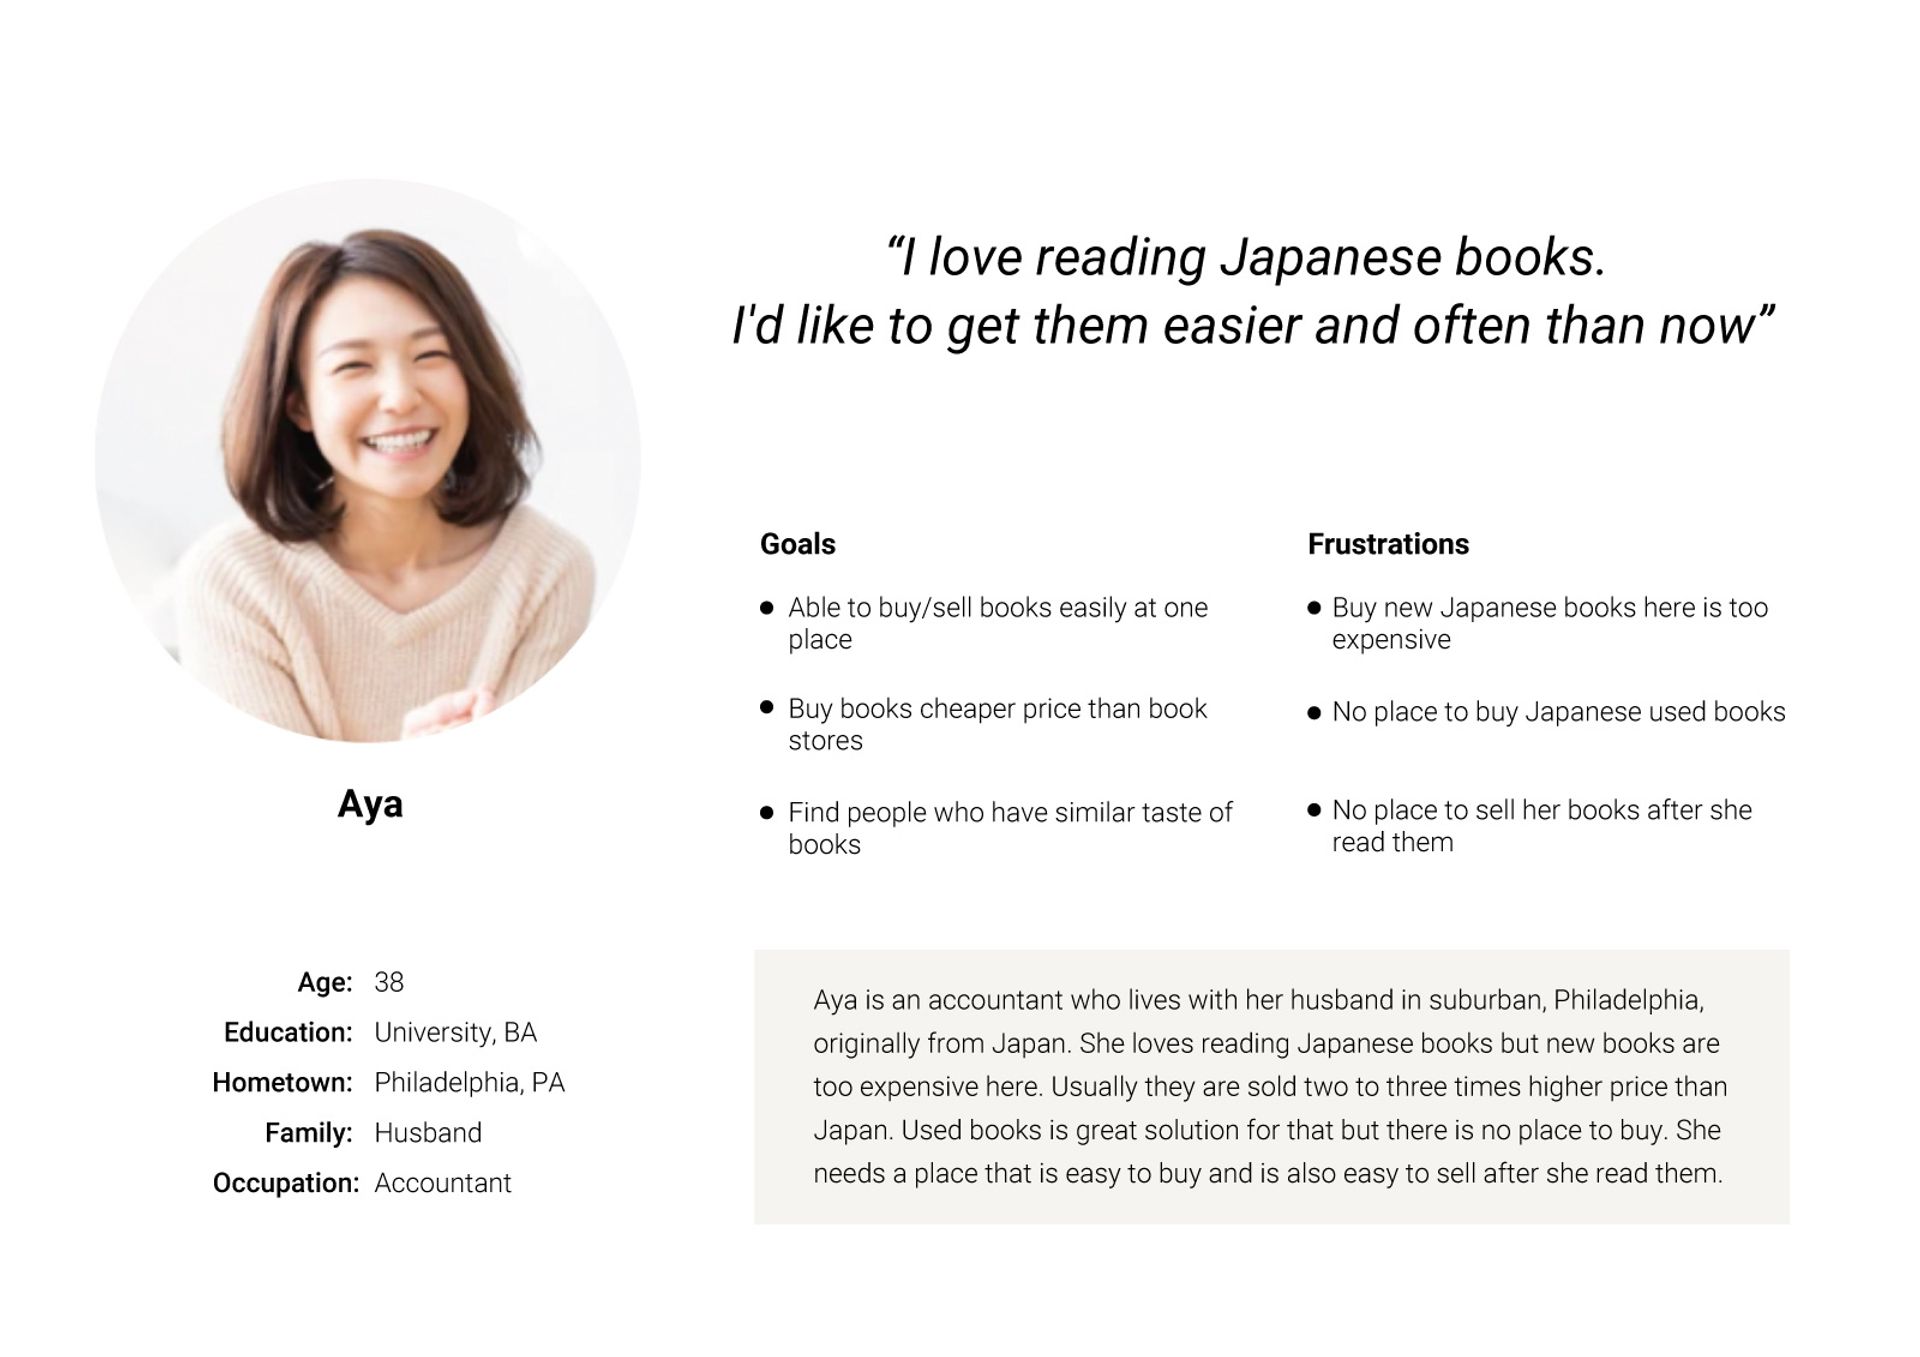 “I love reading Japanese books.
I'd like to get them easier and often than now”
Aya
Age: 38
Education: University, BA
Hometown: Philadelphia, PA
Family: Husband
Occupation: Accountant
Goals
● Able to buy/sell books easily at one
place
● Buy books cheaper price than book
stores
● Find people who have similar taste of
books
Frustrations
● Buy new Japanese books here is too
expensive
● No place to buy Japanese used books
● No place to sell her books after she
read them
Aya is an accountant who lives with her husband in suburban, Philadelphia,
originally from Japan. She loves reading Japanese books but new books are
too expensive here. Usually they are sold two to three times higher price than
Japan. Used books is great solution for that but there is no place to buy. She
needs a place that is easy to buy and is also easy to sell after she read them.